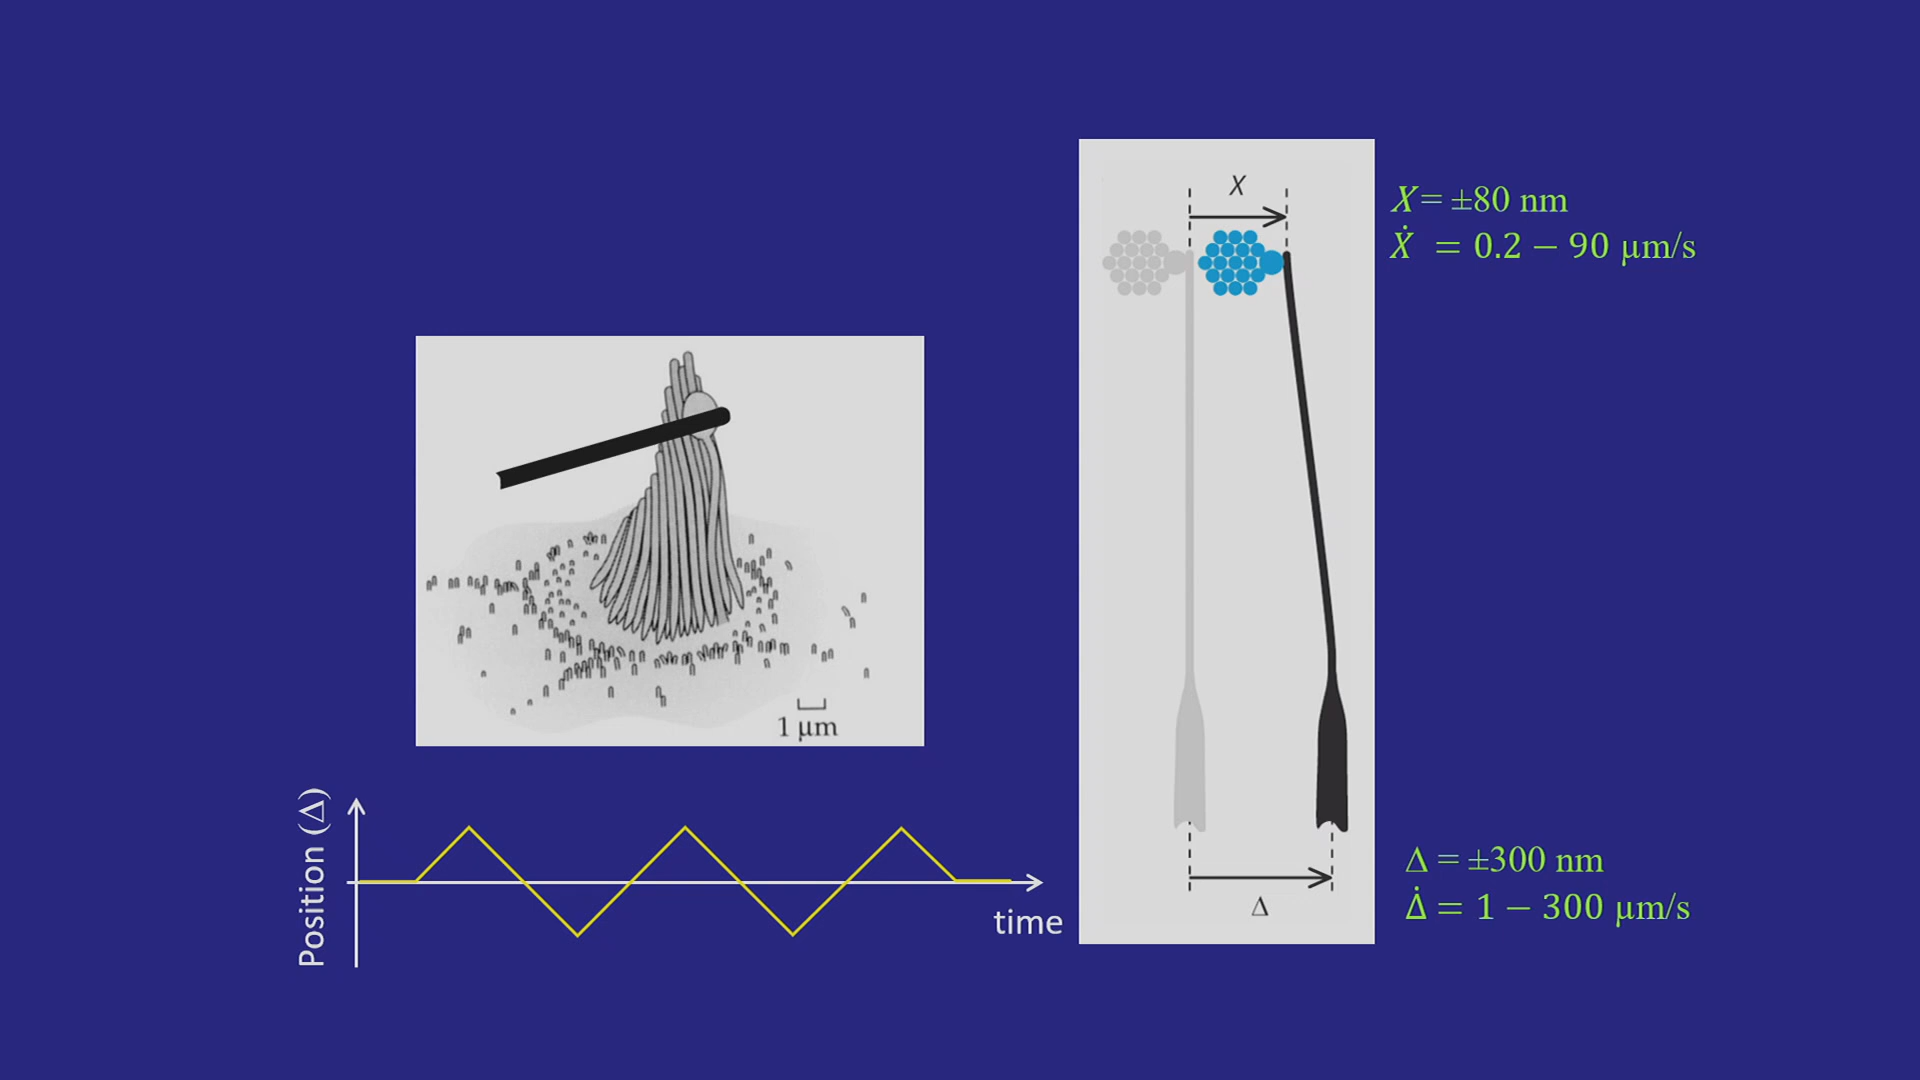 X
X = ±80 nm
Ẋ = 0.2 − 90 μm/s
1 μm
Position (Δ)
time
Δ
Δ = ±300 nm
Δ̇ = 1 − 300 μm/s